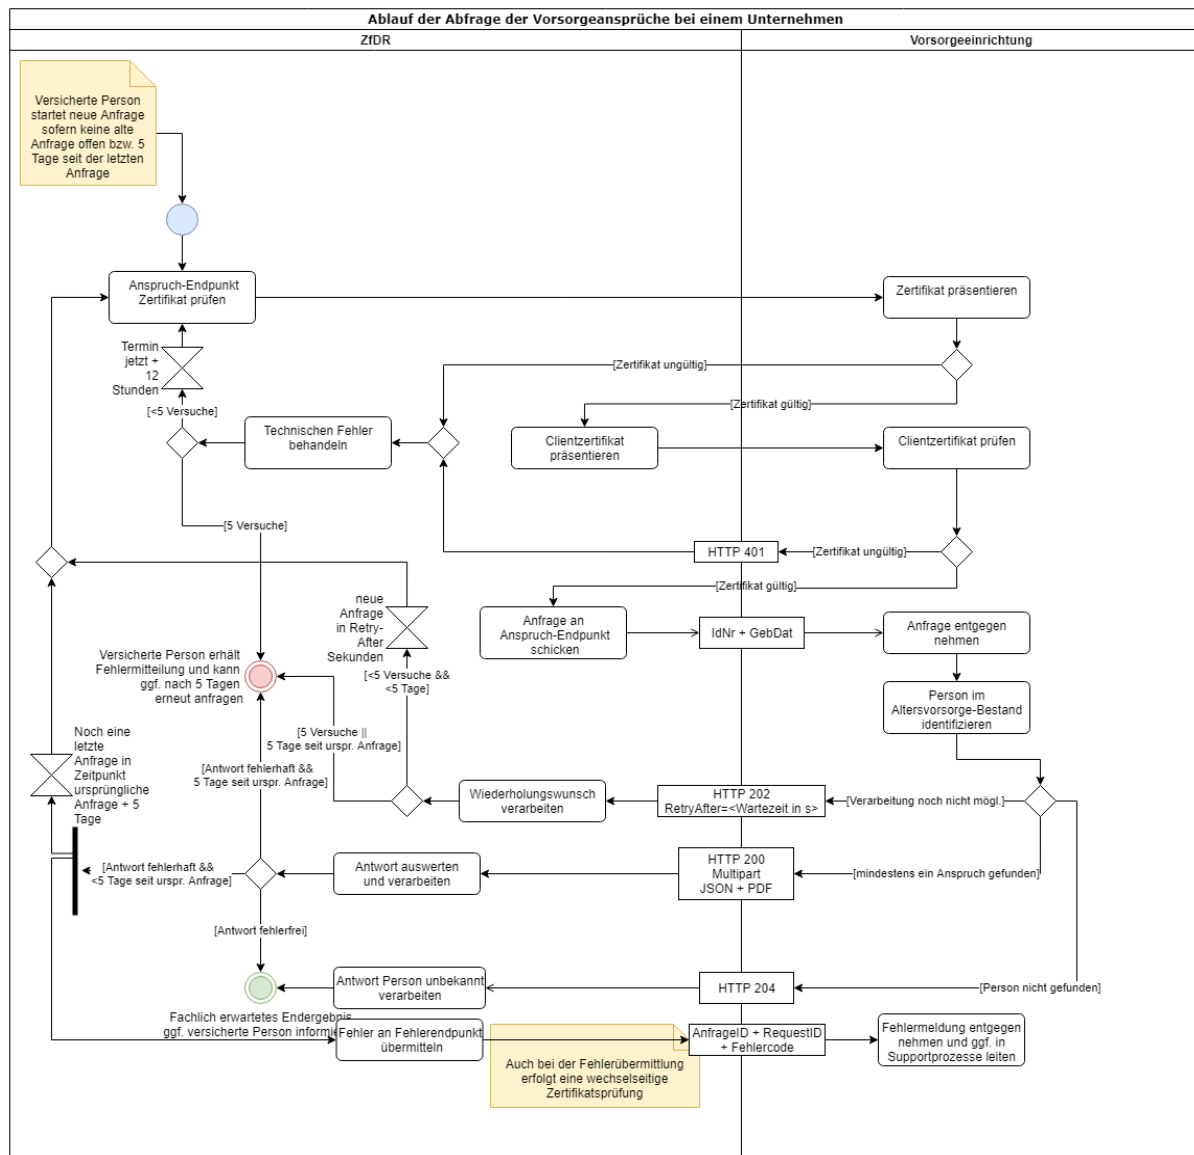 Ablauf der Abfrage der Vorsorgeansprüche bei einem Unternehmen
ZfDR
Vorsorgeeinrichtung
Versicherte Person
startet neue Anfrage
sofern keine alte
Anfrage offen bzw. 5
Tage seit der letzten
Anfrage
Anspruch-Endpunkt
Zertifikat prüfen
Zertifikat präsentieren
Termin
jetzt +
12
Stunden
[Zertifikat ungültig]
[<5 Versuche]
[Zertifikat gültig]
Technischen Fehler
behandeln
Clientzertifikat
präsentieren
Clientzertifikat prüfen
[5 Versuche]
HTTP 401
[Zertifikat ungültig]
[Zertifikat gültig]
neue
Anfrage
in Retry-
After
Sekunden
Anfrage an
Anspruch-Endpunkt
schicken
IdNr + GebDat
Anfrage entgegen
nehmen
Versicherte Person erhält
Fehlermitteilung und kann
ggf. nach 5 Tagen
erneut anfragen
[<5 Versuche &&
<5 Tage]
Person im
Altersvorsorge-Bestand
identifizieren
Noch eine
letzte
Anfrage in
Zeitpunkt
ursprüngliche
Anfrage + 5
Tage
[5 Versuche ||
5 Tage seit urspr. Anfrage]
[Antwort fehlerhaft &&
5 Tage seit urspr. Anfrage]
Wiederholungswunsch
verarbeiten
HTTP 202
RetryAfter=<Wartezeit in s>
[Verarbeitung noch nicht mögl.]
[Antwort fehlerhaft &&
<5 Tage seit urspr. Anfrage]
Antwort auswerten
und verarbeiten
HTTP 200
Multipart
JSON + PDF
[mindestens ein Anspruch gefunden]
[Antwort fehlerfrei]
Antwort Person unbekannt
verarbeiten
HTTP 204
[Person nicht gefunden]
Fachlich erwartetes Endergebnis
ggf. versicherte Person informie
Fehler an Fehlerendpunkt
übermitteln
AnfrageID + RequestID
+ Fehlercode
Fehlermeldung entgegen
nehmen und ggf. in
Supportprozesse leiten
Auch bei der Fehlerübermittlung
erfolgt eine wechselseitige
Zertifikatsprüfung